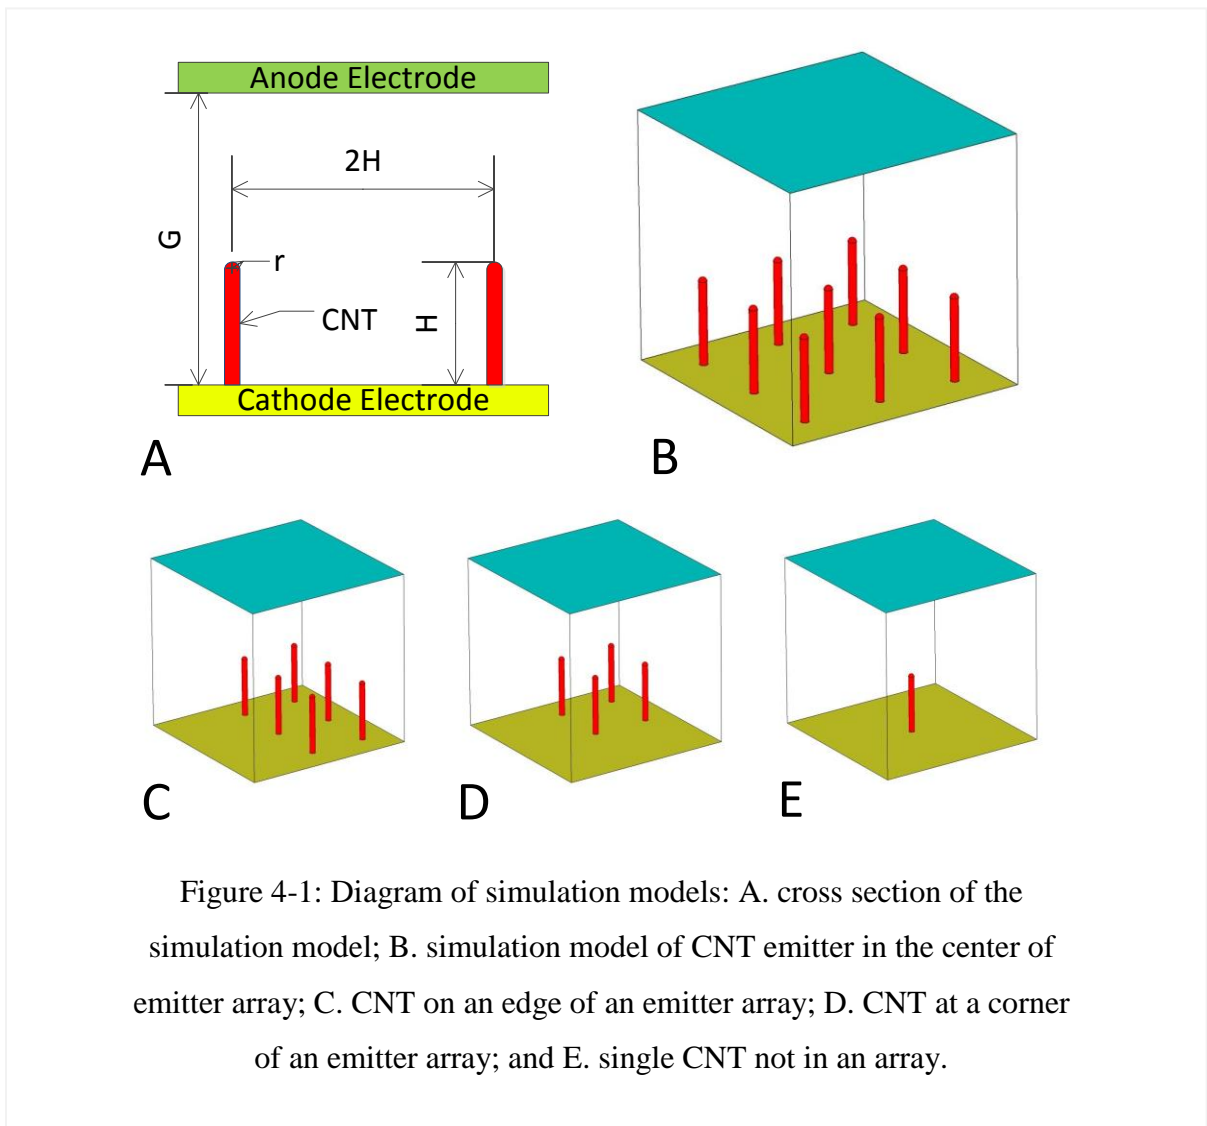 Anode Electrode
2H
G
r
CNT
H
Cathode Electrode
A
B
C
D
E
Figure 4-1: Diagram of simulation models: A. cross section of the
simulation model; B. simulation model of CNT emitter in the center of
emitter array; C. CNT on an edge of an emitter array; D. CNT at a corner
of an emitter array; and E. single CNT not in an array.